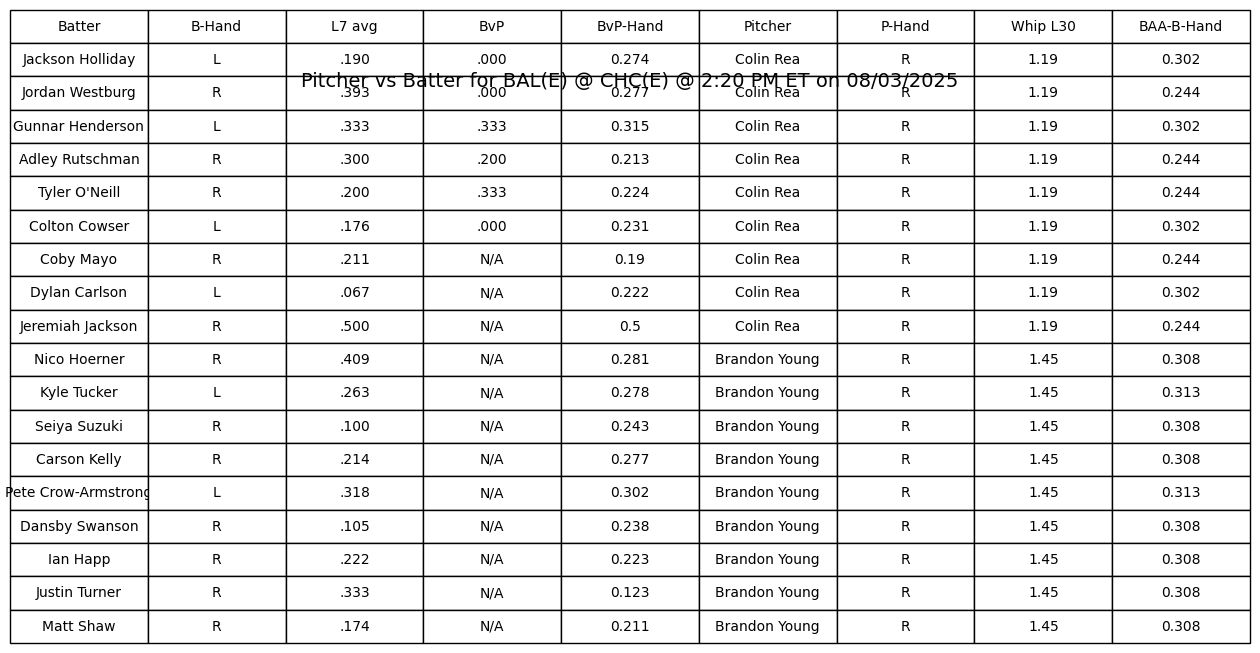 Batter B-Hand L7 avg BvP BvP-Hand Pitcher P-Hand Whip L30 BAA-B-Hand
Jackson Holliday L .190 .000 0.274 Colin Rea R 1.19 0.302
Pitcher vs Batter for BAL(E) @ CHC(E) @ 2:20 PM ET on 08/03/2025
Jordan Westburg R .393 .000 0.277 Colin Rea R 1.19 0.244
Gunnar Henderson L .333 .333 0.315 Colin Rea R 1.19 0.302
Adley Rutschman R .300 .200 0.213 Colin Rea R 1.19 0.244
Tyler O'Neill R .200 .333 0.224 Colin Rea R 1.19 0.244
Colton Cowser L .176 .000 0.231 Colin Rea R 1.19 0.302
Coby Mayo R .211 N/A 0.19 Colin Rea R 1.19 0.244
Dylan Carlson L .067 N/A 0.222 Colin Rea R 1.19 0.302
Jeremiah Jackson R .500 N/A 0.5 Colin Rea R 1.19 0.244
Nico Hoerner R .409 N/A 0.281 Brandon Young R 1.45 0.308
Kyle Tucker L .263 N/A 0.278 Brandon Young R 1.45 0.313
Seiya Suzuki R .100 N/A 0.243 Brandon Young R 1.45 0.308
Carson Kelly R .214 N/A 0.277 Brandon Young R 1.45 0.308
Pete Crow-Armstrong L .318 N/A 0.302 Brandon Young R 1.45 0.313
Dansby Swanson R .105 N/A 0.238 Brandon Young R 1.45 0.308
Ian Happ R .222 N/A 0.223 Brandon Young R 1.45 0.308
Justin Turner R .333 N/A 0.123 Brandon Young R 1.45 0.308
Matt Shaw R .174 N/A 0.211 Brandon Young R 1.45 0.308